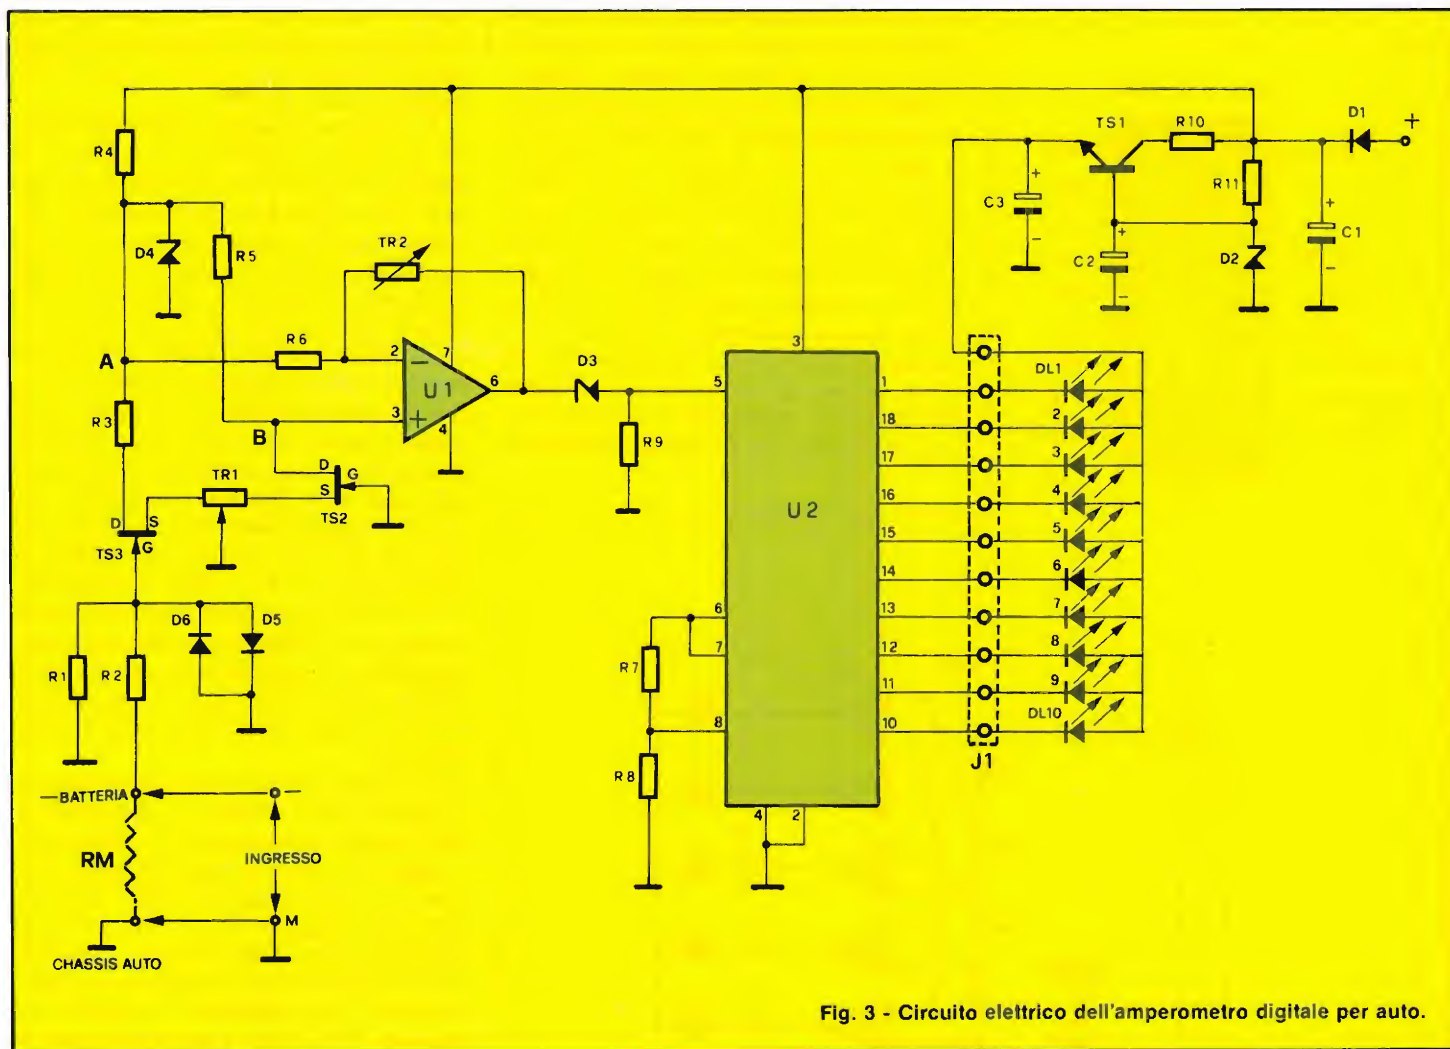 D1
+
TS1
R10
R4
R11
+
+
+
C3
C1
D4
R5
TR2
C2
D2
-
-
-
R6
A
2
-
7
3
DL1
D3
U1
6
5
1
R3
3
+
4
18
2
B
R9
17
3
D
G
TR1
S
16
4
U2
TS2
D
S
15
5
TS3
G
14
6
6
13
7
D6
D5
7
12
8
R1
R2
R7
11
9
8
10
DL10
J1
R8
—BATTERIA
-
4
2
RM
INGRESSO
M
CHASSIS AUTO
Fig. 3 - Circuito elettrico dell'amperometro digitale per auto.